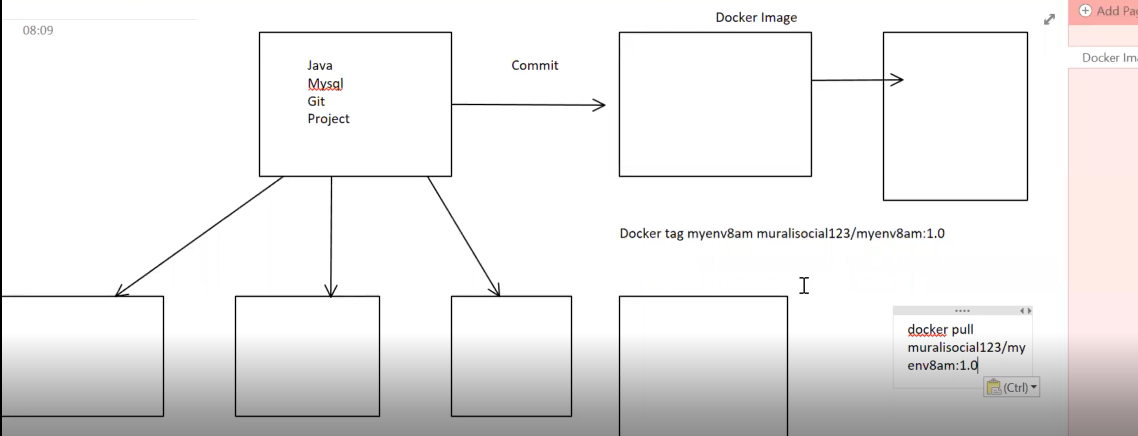 08:09
Docker Image
Add Pa
Docker Im
Java
Mysql
Git
Project
Commit
Docker tag myenv8am muralisocial123/myenv8am:1.0
docker pull
muralisocial123/my
env8am:1.0
(Ctrl)